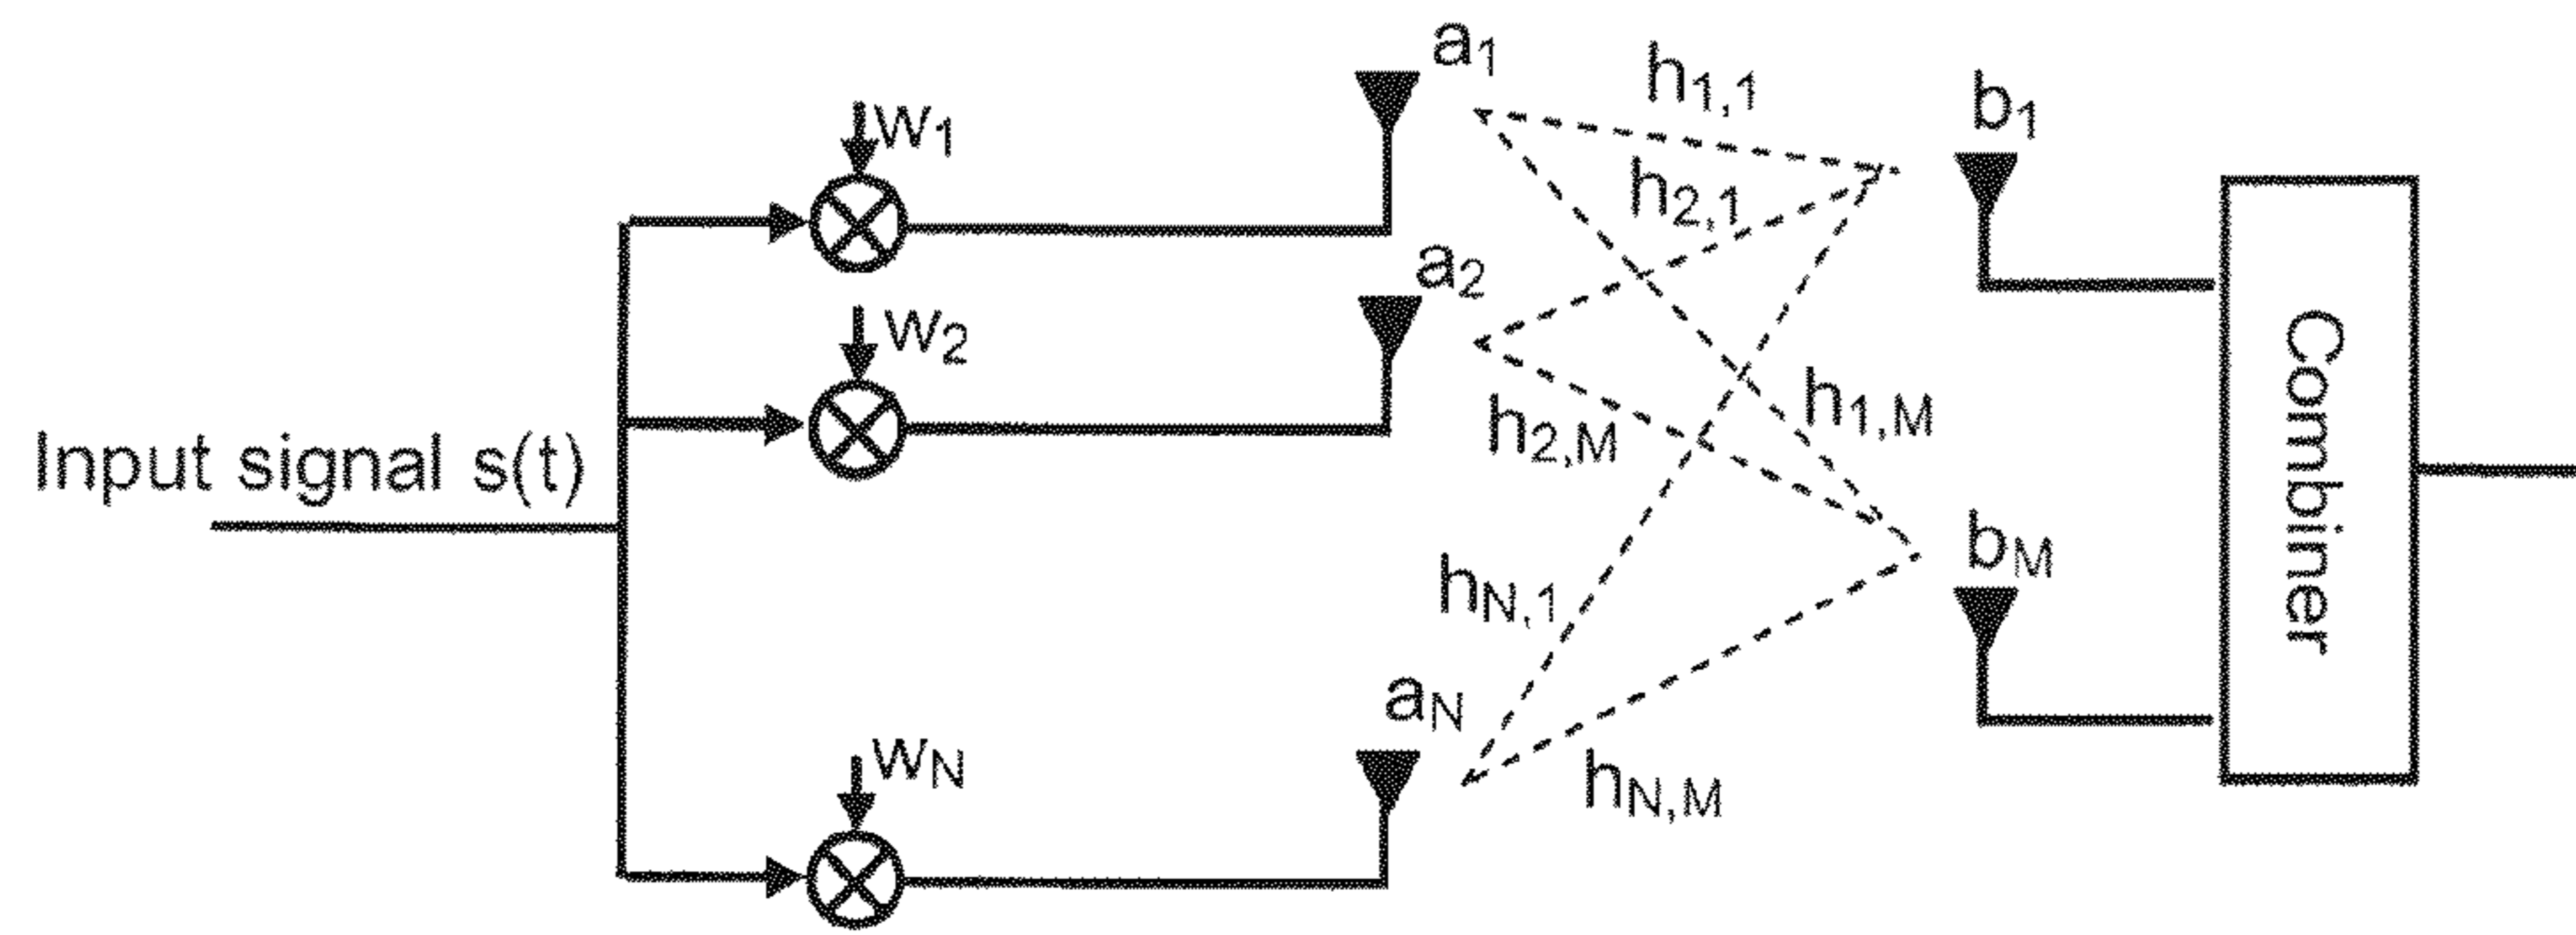 a₁
h₁,₁
b₁
w₁
h₂,₁
a₂
w₂
h₁,M
h₂,M
Input signal s(t)
Combiner
bM
hN,₁
aN
wN
hN,M